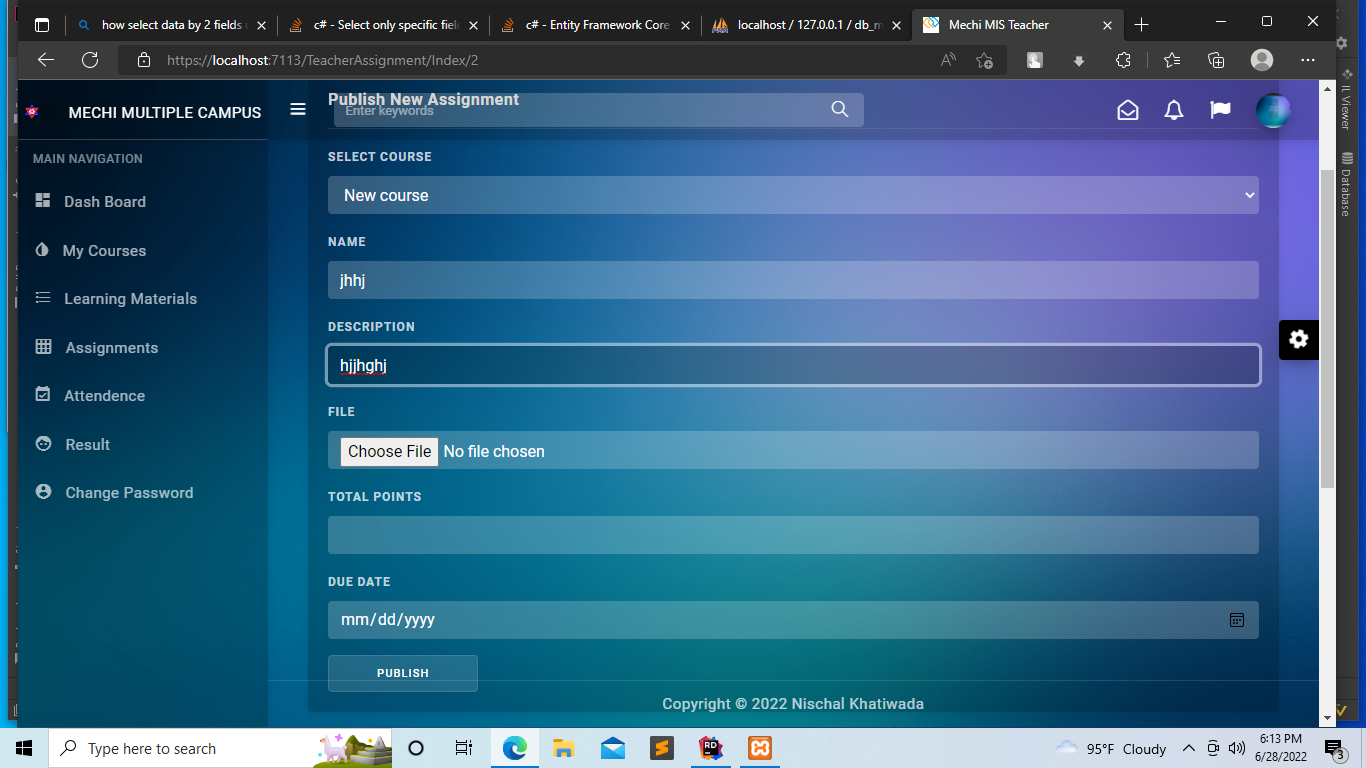 how select data by 2 fields
c# - Select only specific fiel
c# - Entity Framework Core
localhost / 127.0.0.1 / db_m
Mechi MIS Teacher
https://localhost:7113/TeacherAssignment/Index/2
MECHI MULTIPLE CAMPUS
Publish New Assignment
Enter keywords
MAIN NAVIGATION
Dash Board
My Courses
Learning Materials
Assignments
Attendence
Result
Change Password
SELECT COURSE
New course
NAME
jhhj
DESCRIPTION
hjjhghj
FILE
Choose File No file chosen
TOTAL POINTS
DUE DATE
mm/dd/yyyy
PUBLISH
Copyright © 2022 Nischal Khatiwada
IL Viewer
Database
Type here to search
RD
95°F Cloudy
6:13 PM
6/28/2022
3